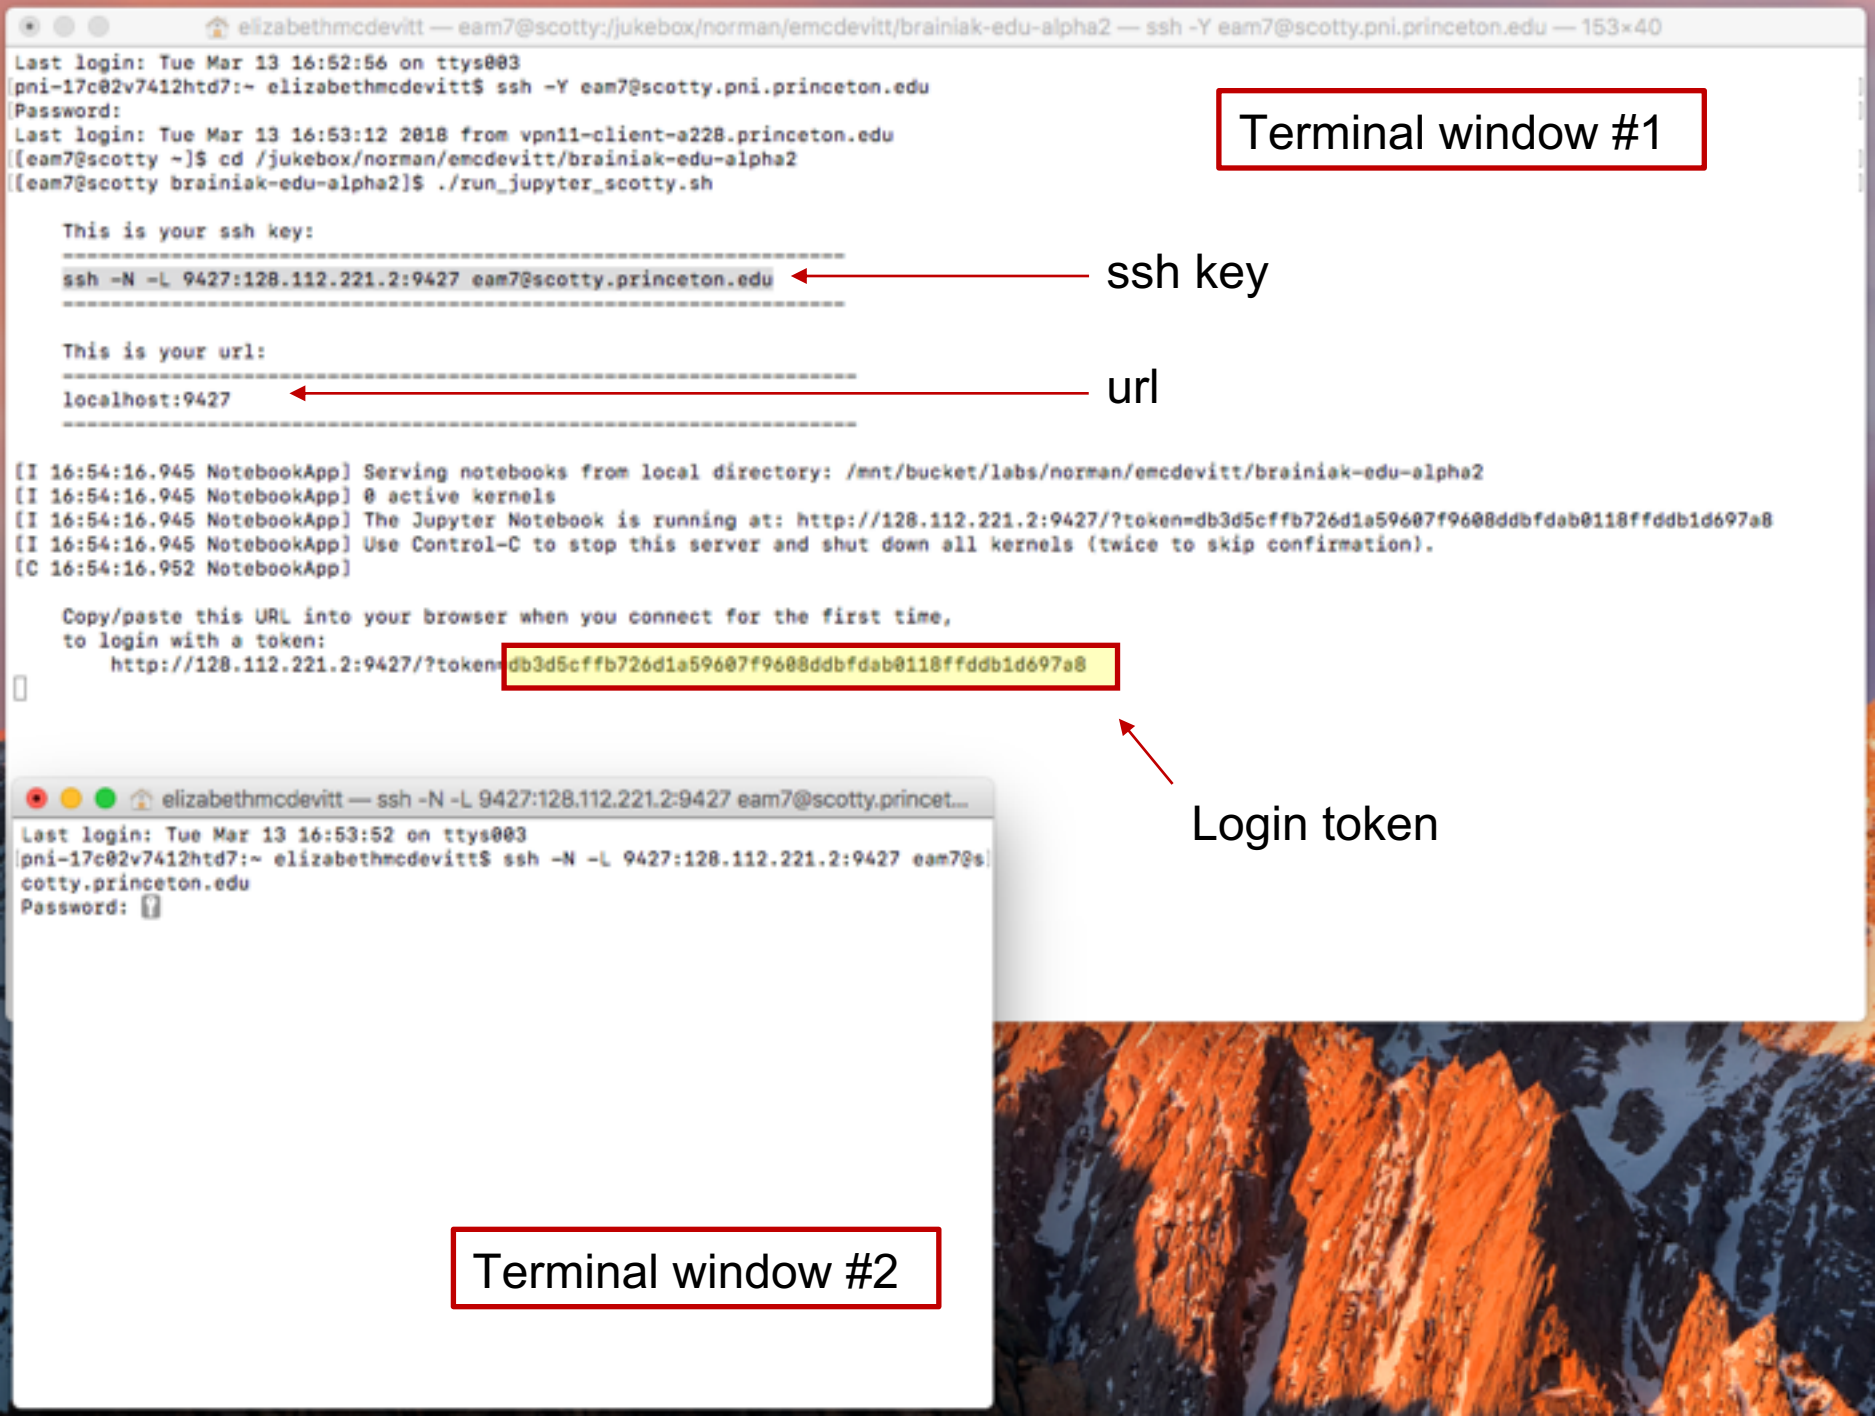 elizabethmcdevitt — eam7@scotty:/jukebox/norman/emcdevitt/brainiak-edu-alpha2 — ssh -Y eam7@scotty.pni.princeton.edu — 153×40
Last login: Tue Mar 13 16:52:56 on ttys003
[pni-17c02v7412htd7:~ elizabethmcdevitt$ ssh -Y eam7@scotty.pni.princeton.edu
[Password:
Last login: Tue Mar 13 16:53:12 2018 from vpn11-client-a228.princeton.edu
[[eam7@scotty ~]$ cd /jukebox/norman/emcdevitt/brainiak-edu-alpha2
[[eam7@scotty brainiak-edu-alpha2]$ ./run_jupyter_scotty.sh
Terminal window #1
This is your ssh key:
------------------------------------------------------------------
ssh -N -L 9427:128.112.221.2:9427 eam7@scotty.princeton.edu
------------------------------------------------------------------
ssh key
This is your url:
------------------------------------------------------------------
localhost:9427
------------------------------------------------------------------
url
[I 16:54:16.945 NotebookApp] Serving notebooks from local directory: /mnt/bucket/labs/norman/emcdevitt/brainiak-edu-alpha2
[I 16:54:16.945 NotebookApp] 0 active kernels
[I 16:54:16.945 NotebookApp] The Jupyter Notebook is running at: http://128.112.221.2:9427/?token=db3d5cffb726d1a59607f9608ddbfdab0118ffddb1d697a8
[I 16:54:16.945 NotebookApp] Use Control-C to stop this server and shut down all kernels (twice to skip confirmation).
[C 16:54:16.952 NotebookApp]
Copy/paste this URL into your browser when you connect for the first time,
to login with a token:
http://128.112.221.2:9427/?token=db3d5cffb726d1a59607f9608ddbfdab0118ffddb1d697a8
Login token
elizabethmcdevitt — ssh -N -L 9427:128.112.221.2:9427 eam7@scotty.princet...
Last login: Tue Mar 13 16:53:52 on ttys003
[pni-17c02v7412htd7:~ elizabethmcdevitt$ ssh -N -L 9427:128.112.221.2:9427 eam7@s]
cotty.princeton.edu
Password:
Terminal window #2